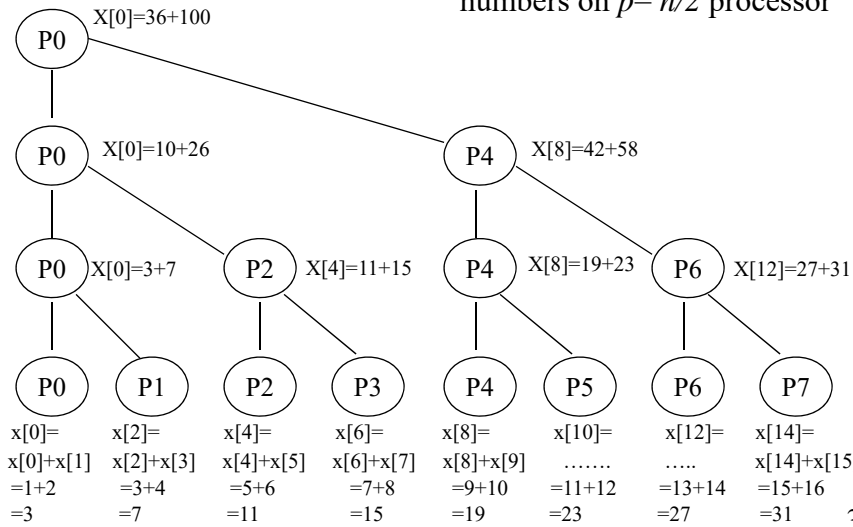 numbers on p= n/2 processor
X[0]=36+100
P0
P0 X[0]=10+26 P4 X[8]=42+58
P0 X[0]=3+7 P2 X[4]=11+15 P4 X[8]=19+23 P6 X[12]=27+31
P0 P1 P2 P3 P4 P5 P6 P7
x[0]= x[2]= x[4]= x[6]= x[8]= x[10]= x[12]= x[14]=
x[0]+x[1] x[2]+x[3] x[4]+x[5] x[6]+x[7] x[8]+x[9] ……. ….. x[14]+x[15
=1+2 =3+4 =5+6 =7+8 =9+10 =11+12 =13+14 =15+16
=3 =7 =11 =15 =19 =23 =27 =31